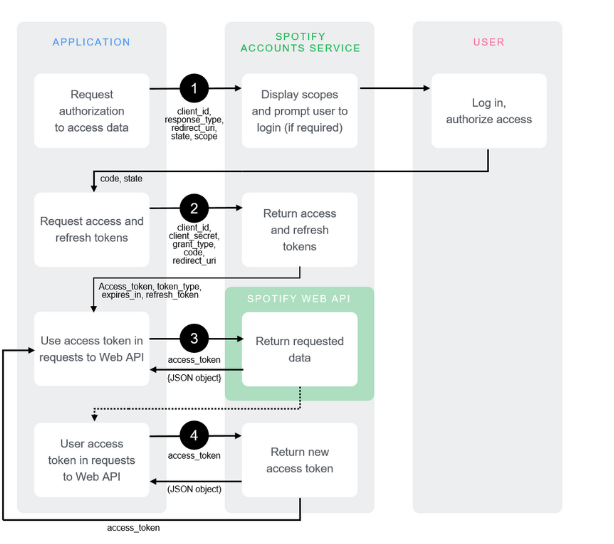 APPLICATION
SPOTIFY
ACCOUNTS SERVICE
USER
Request
authorization
to access data
1
client_id,
response_type,
redirect_uri,
state, scope
Display scopes
and prompt user to
login (if required)
Log in,
authorize access
code, state
Request access and
refresh tokens
2
client_id,
client_secret,
grant_type,
code,
redirect_uri
Return access
and refresh
tokens
Access_token, token_type,
expires_in, refresh_token
SPOTIFY WEB API
Use access token in
requests to Web API
3
access_token
{JSON object}
Return requested
data
User access
token in requests
to Web API
4
access_token
(JSON object)
Return new
access token
access_token